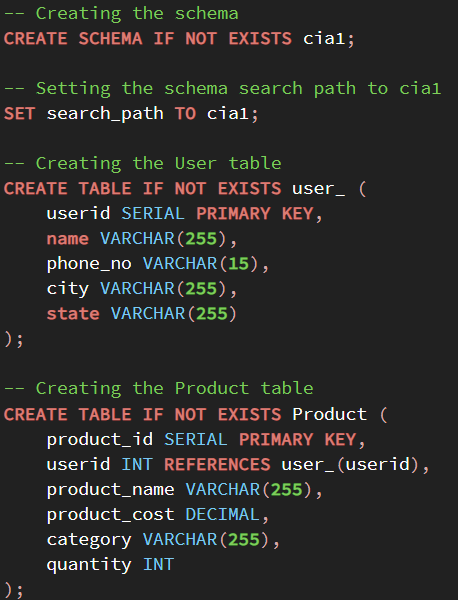 -- Creating the schema
CREATE SCHEMA IF NOT EXISTS cia1;
-- Setting the schema search path to cia1
SET search_path TO cia1;
-- Creating the User table
CREATE TABLE IF NOT EXISTS user_ (
    userid SERIAL PRIMARY KEY,
    name VARCHAR(255),
    phone_no VARCHAR(15),
    city VARCHAR(255),
    state VARCHAR(255)
);
-- Creating the Product table
CREATE TABLE IF NOT EXISTS Product (
    product_id SERIAL PRIMARY KEY,
    userid INT REFERENCES user_(userid),
    product_name VARCHAR(255),
    product_cost DECIMAL,
    category VARCHAR(255),
    quantity INT
);